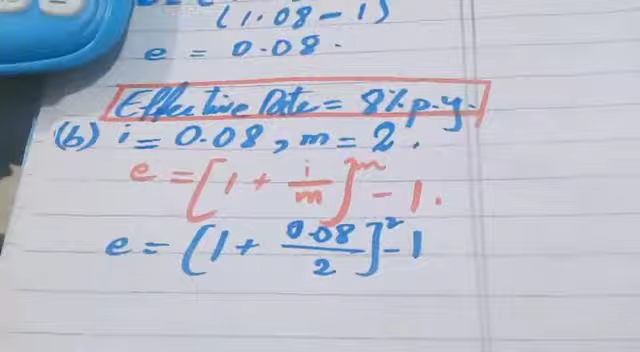 (1.08-1)
e = 0.08.
Effective Rate = 8% p.y.
(b) i = 0.08, m = 2.
e = [1 + i/m]^m - 1.
e = (1 + 0.08/2]^2 - 1